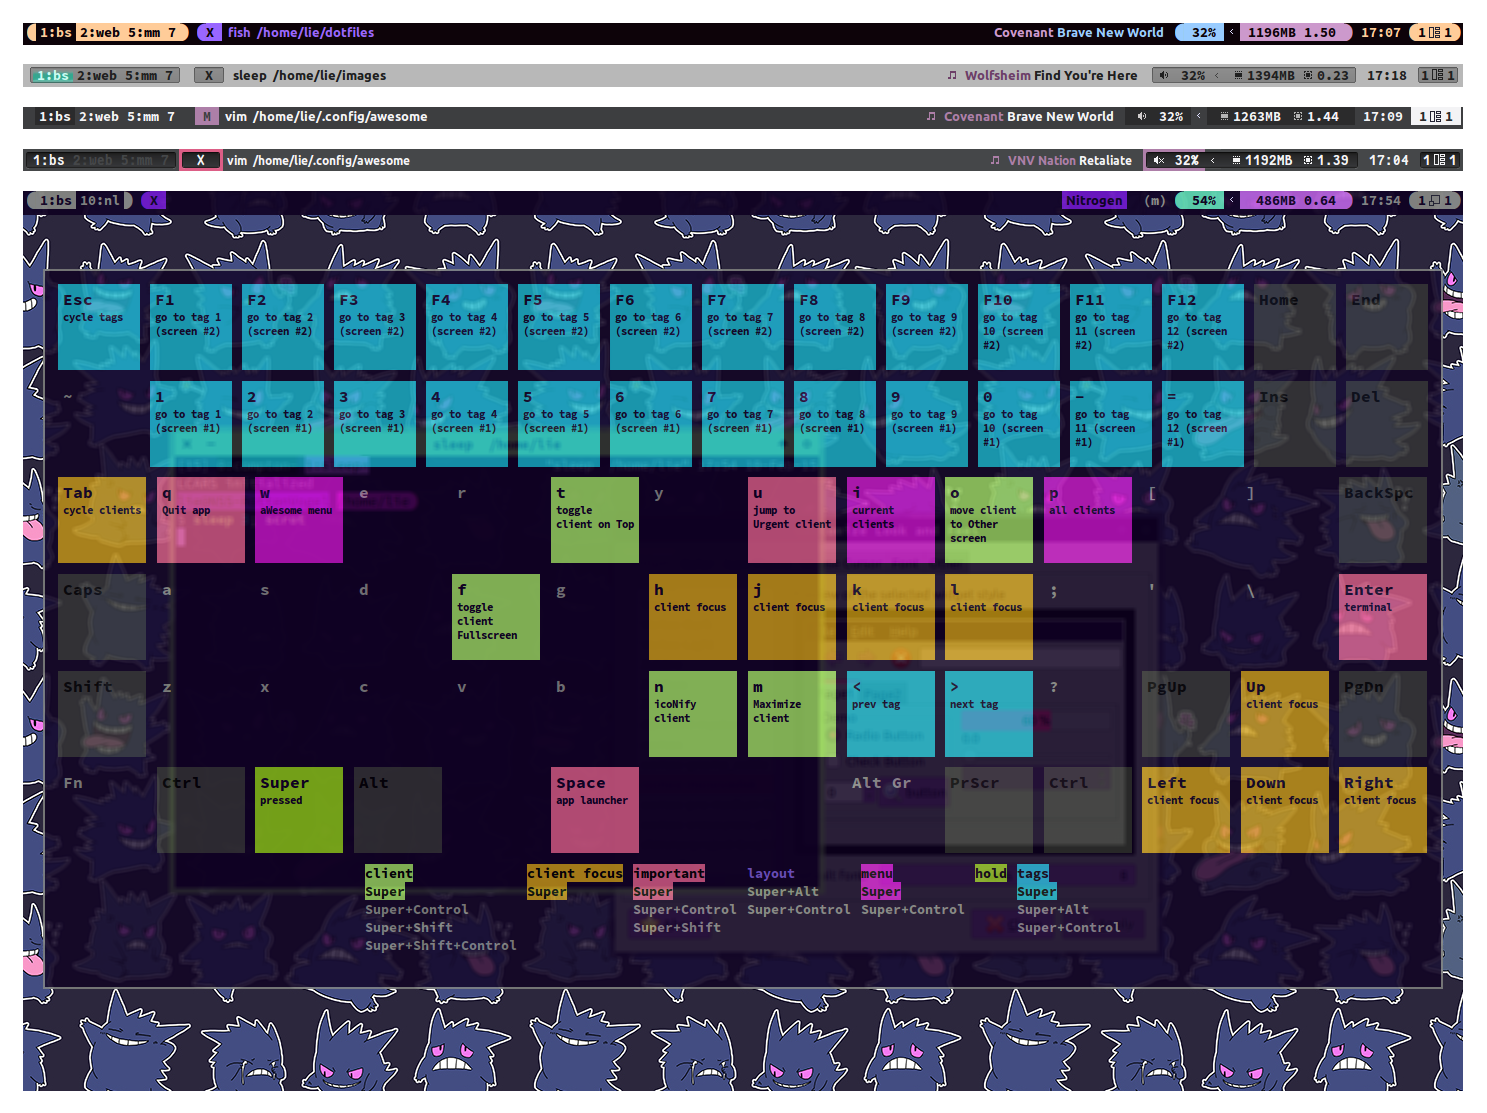 1:bs 2:web 5:mm 7 X fish /home/lie/dotfiles Covenant Brave New World 32% ‹ 1196MB 1.50 17:07 1 1
1:bs 2:web 5:mm 7 X sleep /home/lie/images Wolfsheim Find You're Here 32% ‹ 1394MB 0.23 17:18 1 1
1:bs 2:web 5:mm 7 M vim /home/lie/.config/awesome Covenant Brave New World 32% ‹ 1263MB 1.44 17:09 1 1
1:bs 2:web 5:mm 7 X vim /home/lie/.config/awesome VNV Nation Retaliate 32% ‹ 1192MB 1.39 17:04 1 1
1:bs 10:nl X Nitrogen (m) 54% ‹ 486MB 0.64 17:54 1 1
Esc F1 F2 F3 F4 F5 F6 F7 F8 F9 F10 F11 F12 Home End
cycle tags go to tag 1 go to tag 2 go to tag 3 go to tag 4 go to tag 5 go to tag 6 go to tag 7 go to tag 8 go to tag 9 go to tag go to tag go to tag
(screen #2) (screen #2) (screen #2) (screen #2) (screen #2) (screen #2) (screen #2) (screen #2) (screen #2) 10 (screen 11 (screen 12 (screen
#2) #2) #2)
~ 1 2 3 4 5 6 7 8 9 0 - = Ins Del
go to tag 1 go to tag 2 go to tag 3 go to tag 4 go to tag 5 go to tag 6 go to tag 7 go to tag 8 go to tag 9 go to tag go to tag go to tag
(screen #1) (screen #1) (screen #1) (screen #1) (screen #1) (screen #1) (screen #1) (screen #1) (screen #1) 10 (screen 11 (screen 12 (screen
#1) #1) #1)
sleep /home/lie
Tab q w e r t y u i o p [ ] BackSpc
cycle clients Quit app aWesome menu toggle jump to current move client all clients
client on Top Urgent client clients to Other
screen
Caps a s d f g h j k l ; ' \ Enter
toggle client focus client focus client focus client focus terminal
client
Fullscreen
Shift z x c v b n m < > ? PgUp Up PgDn
icoNify Maximize prev tag next tag client focus
client client
Radio Button
Fn Ctrl Super Alt Space Alt Gr PrScr Ctrl Left Down Right
pressed app launcher client focus client focus client focus
client client focus important layout menu hold tags
Super Super Super Super+Alt Super Super
Super+Control Super+Control Super+Control Super+Control Super+Alt
Super+Shift Super+Shift Super+Control
Super+Shift+Control